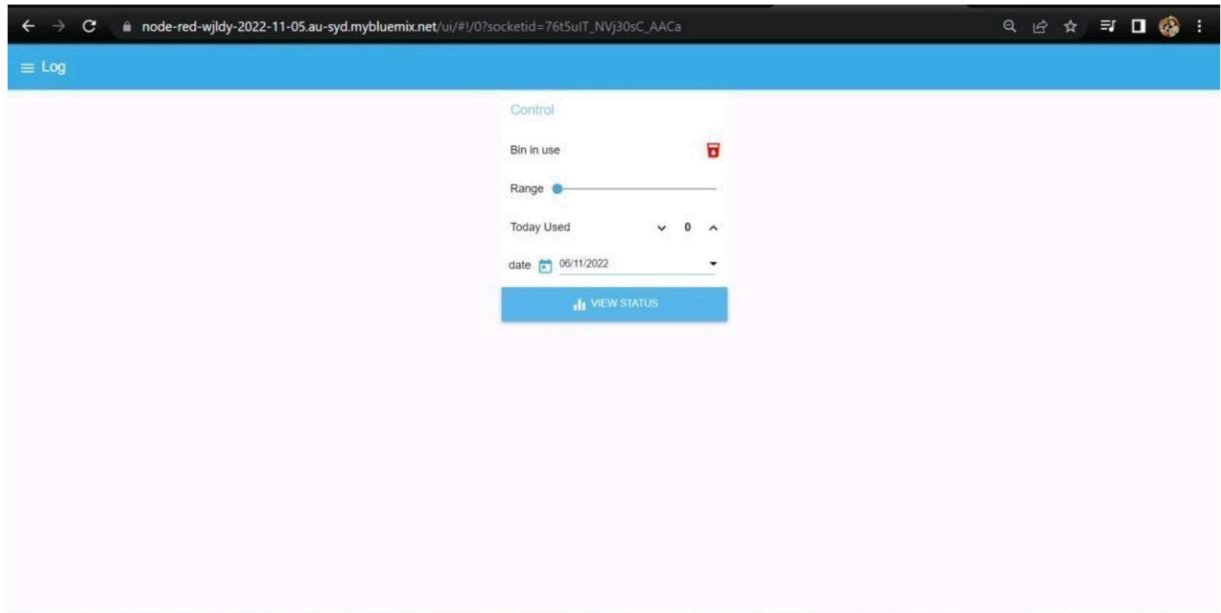 node-red-wjldy-2022-11-05.au-syd.mybluemix.net/ui/#!/0?socketid=76t5uIT_NVj30sC_AACa
Log
Control
Bin in use
Range
Today Used 0
date 06/11/2022
VIEW STATUS